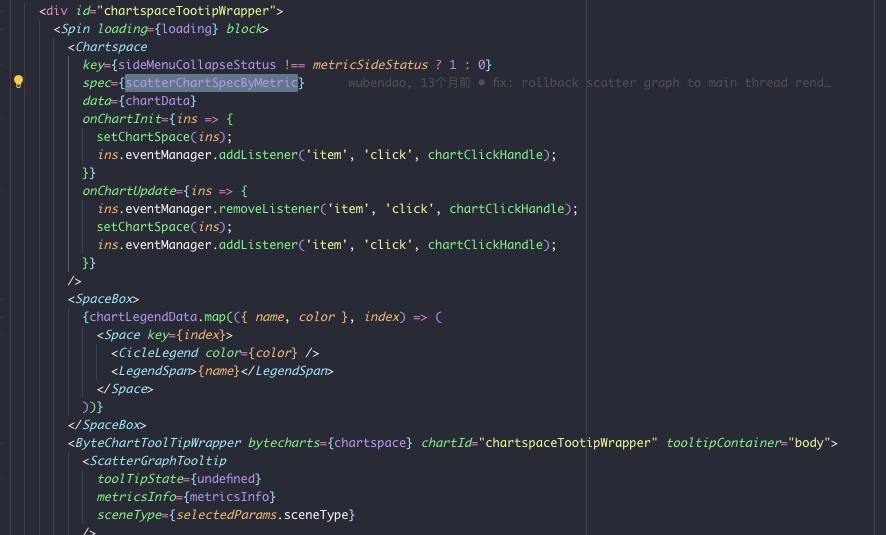 <div id="chartspaceTootipWrapper">
<Spin loading={loading} block>
<Chartspace
key={sideMenuCollapseStatus !== metricSideStatus ? 1 : 0}
spec={scatterChartSpecByMetric} wubendao, 13个月前 • fix: rollback scatter graph to main thread rend…
data={chartData}
onChartInit={ins => {
setChartSpace(ins);
ins.eventManager.addListener('item', 'click', chartClickHandle);
}}
onChartUpdate={ins => {
ins.eventManager.removeListener('item', 'click', chartClickHandle);
setChartSpace(ins);
ins.eventManager.addListener('item', 'click', chartClickHandle);
}}
/>
<SpaceBox>
{chartLegendData.map(({ name, color }, index) => (
<Space key={index}>
<CicleLegend color={color} />
<LegendSpan>{name}</LegendSpan>
</Space>
))}
</SpaceBox>
<ByteChartToolTipWrapper bytecharts={chartspace} chartId="chartspaceTootipWrapper" tooltipContainer="body">
<ScatterGraphTooltip
toolTipState={undefined}
metricsInfo={metricsInfo}
sceneType={selectedParams.sceneType}
/>